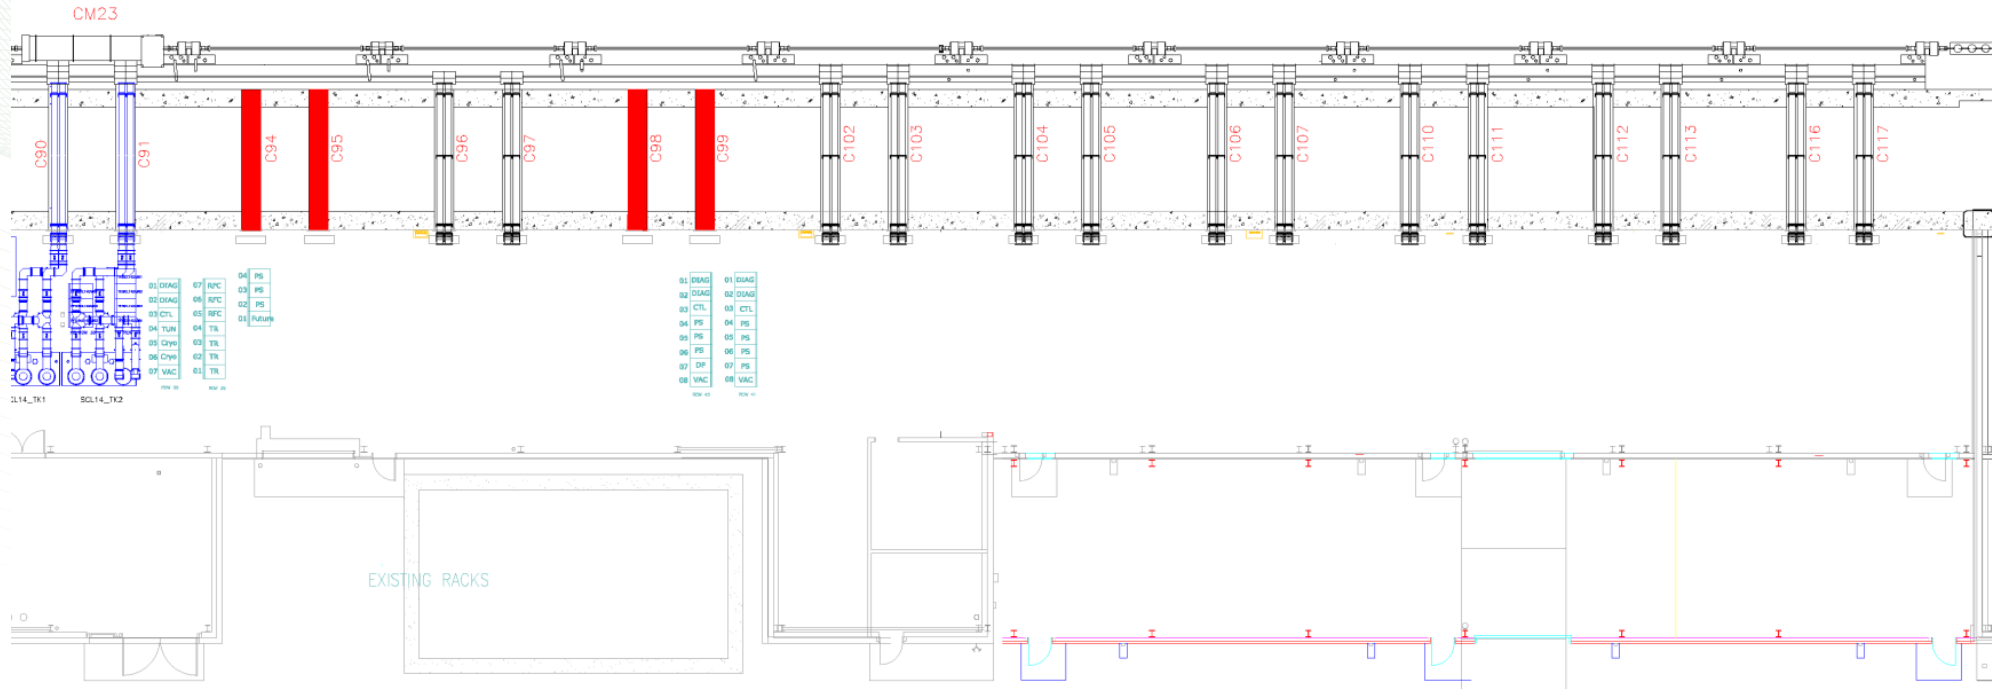 CM23
C90
C91
C94
C95
C96
C97
C98
C99
C102
C103
C104
C105
C106
C107
C110
C111
C112
C113
C116
C117
01 DIAG
02 DIAG
03 CTL
04 TUN
05 Cryo
06 Cryo
07 VAC
07 RFC
06 RFC
05 RFC
04 TR
03 TR
02 TR
01 TR
04 PS
03 PS
02 PS
01 Future
01 DIAG
02 DIAG
03 CTL
04 PS
05 PS
06 PS
07 DP
08 VAC
01 DIAG
02 DIAG
03 CTL
04 PS
05 PS
06 PS
07 PS
08 VAC
CL14_TK1
SCL14_TK2
EXISTING RACKS